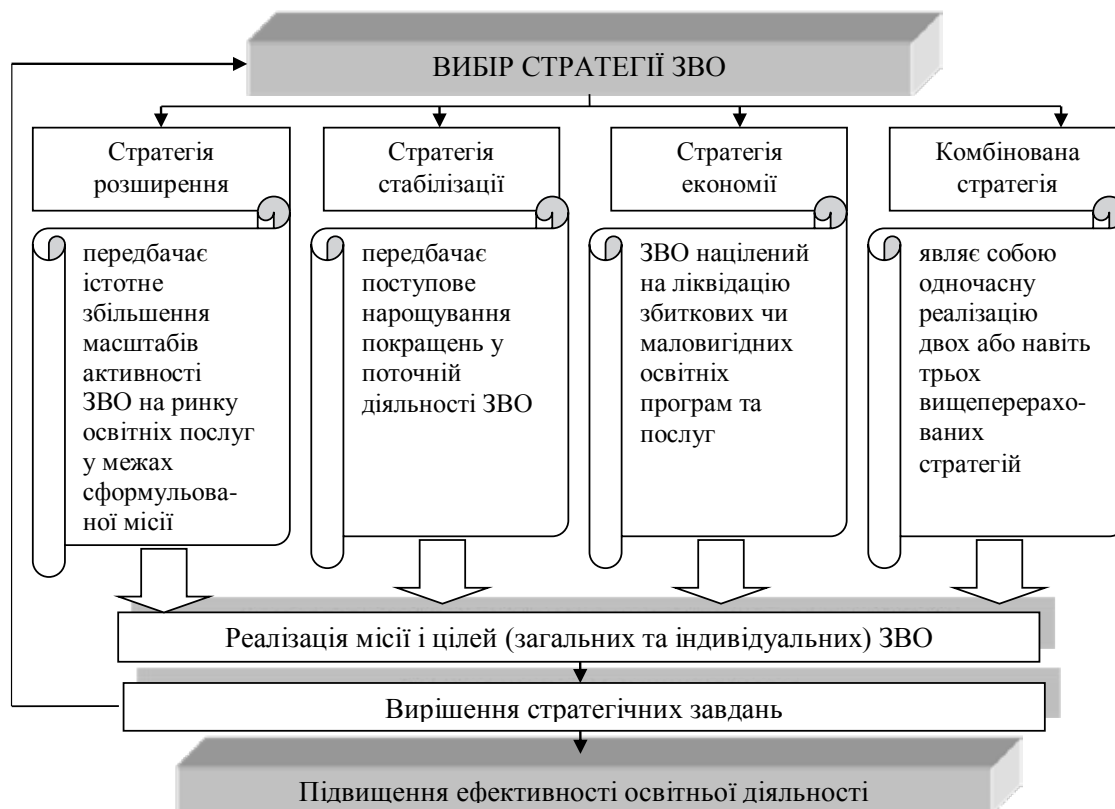 ВИБІР СТРАТЕГІЇ ЗВО
Стратегія
розширення
передбачає
істотне
збільшення
масштабів
активності
ЗВО на ринку
освітніх послуг
у межах
сформульова-
ної місії
Стратегія
стабілізації
передбачає
поступове
нарощування
покращень у
поточній
діяльності ЗВО
Стратегія
економії
ЗВО націлений
на ліквідацію
збиткових чи
маловигідних
освітніх
програм та
послуг
Комбінована
стратегія
являє собою
одночасну
реалізацію
двох або навіть
трьох
вищеперерахо-
ваних
стратегій
Реалізація місії і цілей (загальних та індивідуальних) ЗВО
Вирішення стратегічних завдань
Підвищення ефективності освітньої діяльності